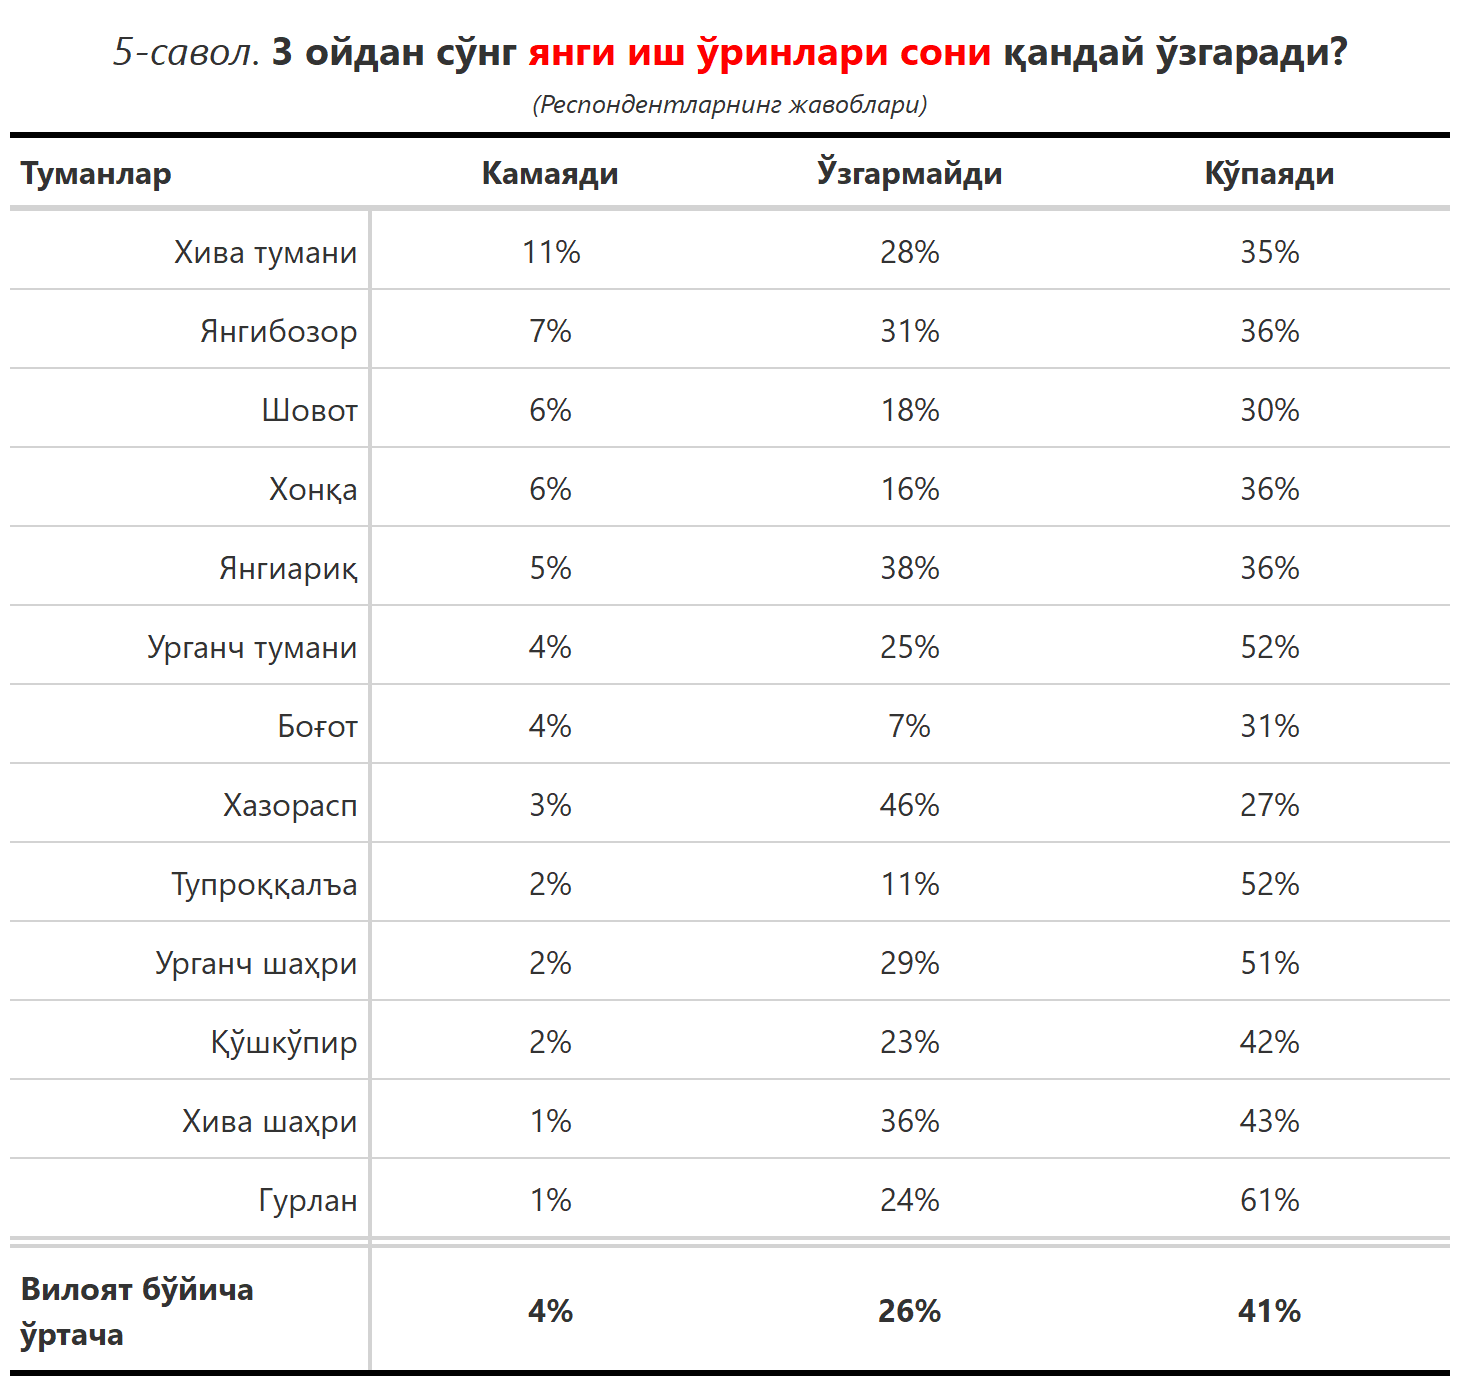 5-савол. 3 ойдан сўнг янги иш ўринлари сони қандай ўзгаради?
(Респондентларнинг жавоблари)
Туманлар Камаяди Ўзгармайди Кўпаяди
Хива тумани 11% 28% 35%
Янгибозор 7% 31% 36%
Шовот 6% 18% 30%
Хонқа 6% 16% 36%
Янгиариқ 5% 38% 36%
Урганч тумани 4% 25% 52%
Боғот 4% 7% 31%
Хазорасп 3% 46% 27%
Тупроққалъа 2% 11% 52%
Урганч шаҳри 2% 29% 51%
Қўшкўпир 2% 23% 42%
Хива шаҳри 1% 36% 43%
Гурлан 1% 24% 61%
Вилоят бўйича
ўртача 4% 26% 41%